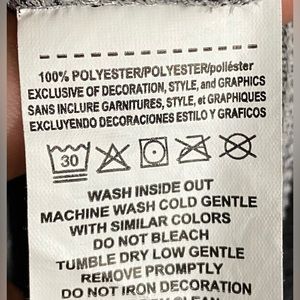 100% POLYESTER/POLYESTER/poliéster
EXCLUSIVE OF DECORATION, STYLE, and GRAPHICS
SANS INCLURE GARNITURES, STYLE, et GRAPHIQUES
EXCLUYENDO DECORACIONES ESTILO Y GRAFICOS
30
WASH INSIDE OUT
MACHINE WASH COLD GENTLE
WITH SIMILAR COLORS
DO NOT BLEACH
TUMBLE DRY LOW GENTLE
REMOVE PROMPTLY
DO NOT IRON DECORATION